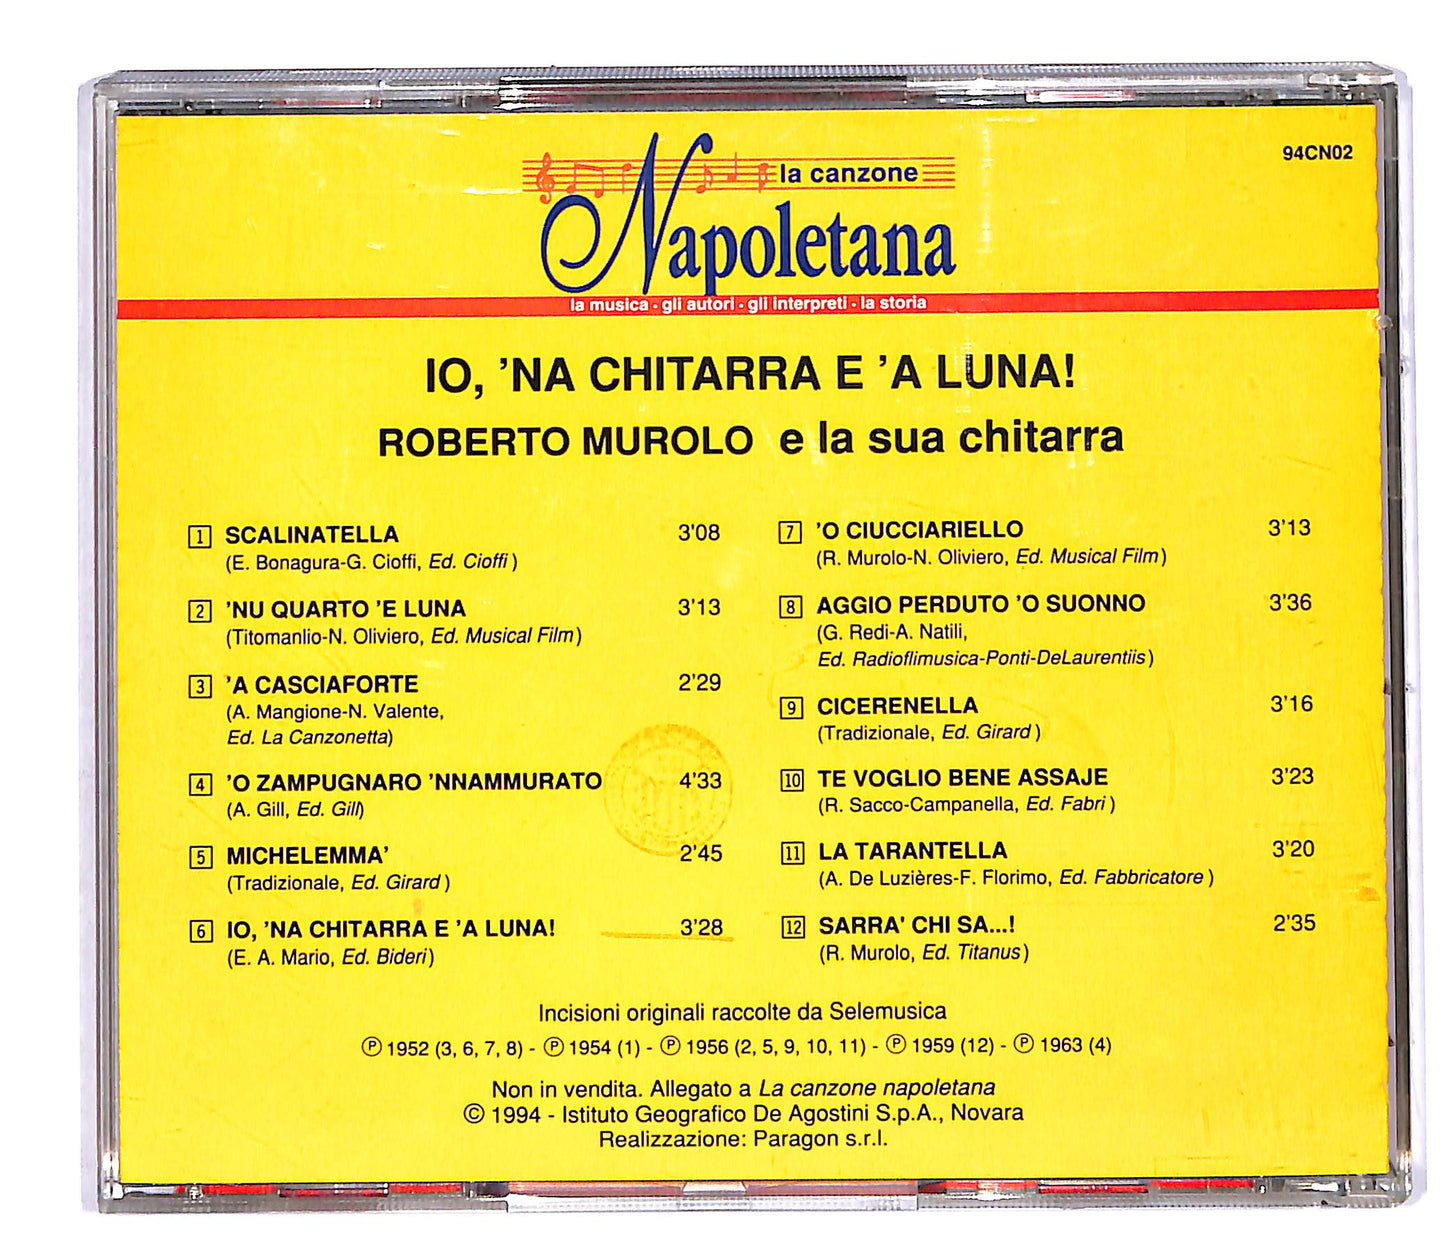 94CN02
la canzone
Napoletana
la musica · gli autori · gli interpreti · la storia
IO, 'NA CHITARRA E 'A LUNA!
ROBERTO MUROLO e la sua chitarra
1 SCALINATELLA 3'08
(E. Bonagura-G. Cioffi, Ed. Cioffi)
2 'NU QUARTO 'E LUNA 3'13
(Titomanlio-N. Oliviero, Ed. Musical Film)
3 'A CASCIAFORTE 2'29
(A. Mangione-N. Valente,
Ed. La Canzonetta)
4 'O ZAMPUGNARO 'NNAMMURATO 4'33
(A. Gill, Ed. Gill)
5 MICHELEMMA' 2'45
(Tradizionale, Ed. Girard)
6 IO, 'NA CHITARRA E 'A LUNA! 3'28
(E. A. Mario, Ed. Bideri)
7 'O CIUCCIARIELLO 3'13
(R. Murolo-N. Oliviero, Ed. Musical Film)
8 AGGIO PERDUTO 'O SUONNO 3'36
(G. Redi-A. Natili,
Ed. Radioflimusica-Ponti-DeLaurentiis)
9 CICERENELLA 3'16
(Tradizionale, Ed. Girard)
10 TE VOGLIO BENE ASSAJE 3'23
(R. Sacco-Campanella, Ed. Fabri)
11 LA TARANTELLA 3'20
(A. De Luzières-F. Florimo, Ed. Fabbricatore)
12 SARRA' CHI SA...! 2'35
(R. Murolo, Ed. Titanus)
Incisioni originali raccolte da Selemusica
℗ 1952 (3, 6, 7, 8) - ℗ 1954 (1) - ℗ 1956 (2, 5, 9, 10, 11) - ℗ 1959 (12) - ℗ 1963 (4)
Non in vendita. Allegato a La canzone napoletana
© 1994 - Istituto Geografico De Agostini S.p.A., Novara
Realizzazione: Paragon s.r.l.